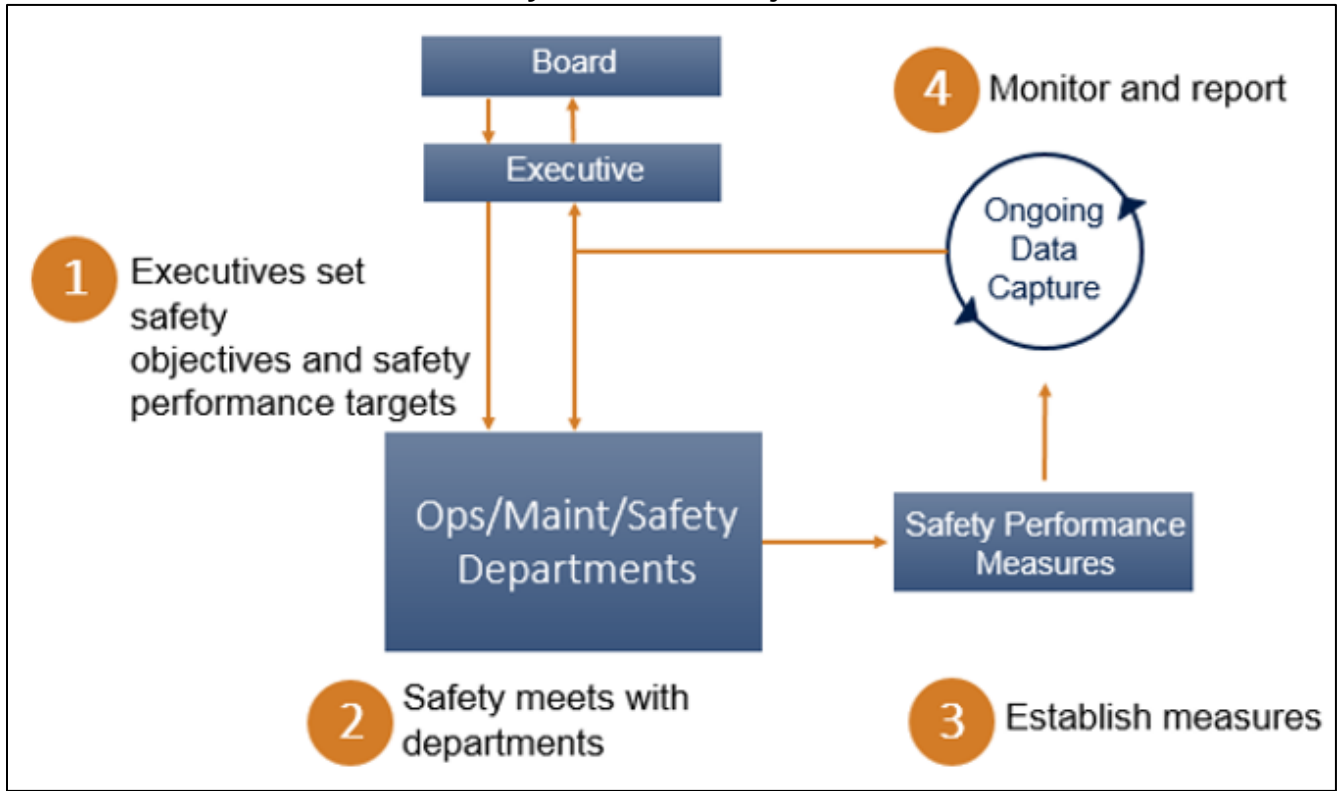 Board
Executive
1
Executives set
safety
objectives and safety
performance targets
4
Monitor and report
Ongoing
Data
Capture
Ops/Maint/Safety
Departments
Safety Performance
Measures
2
Safety meets with
departments
3
Establish measures